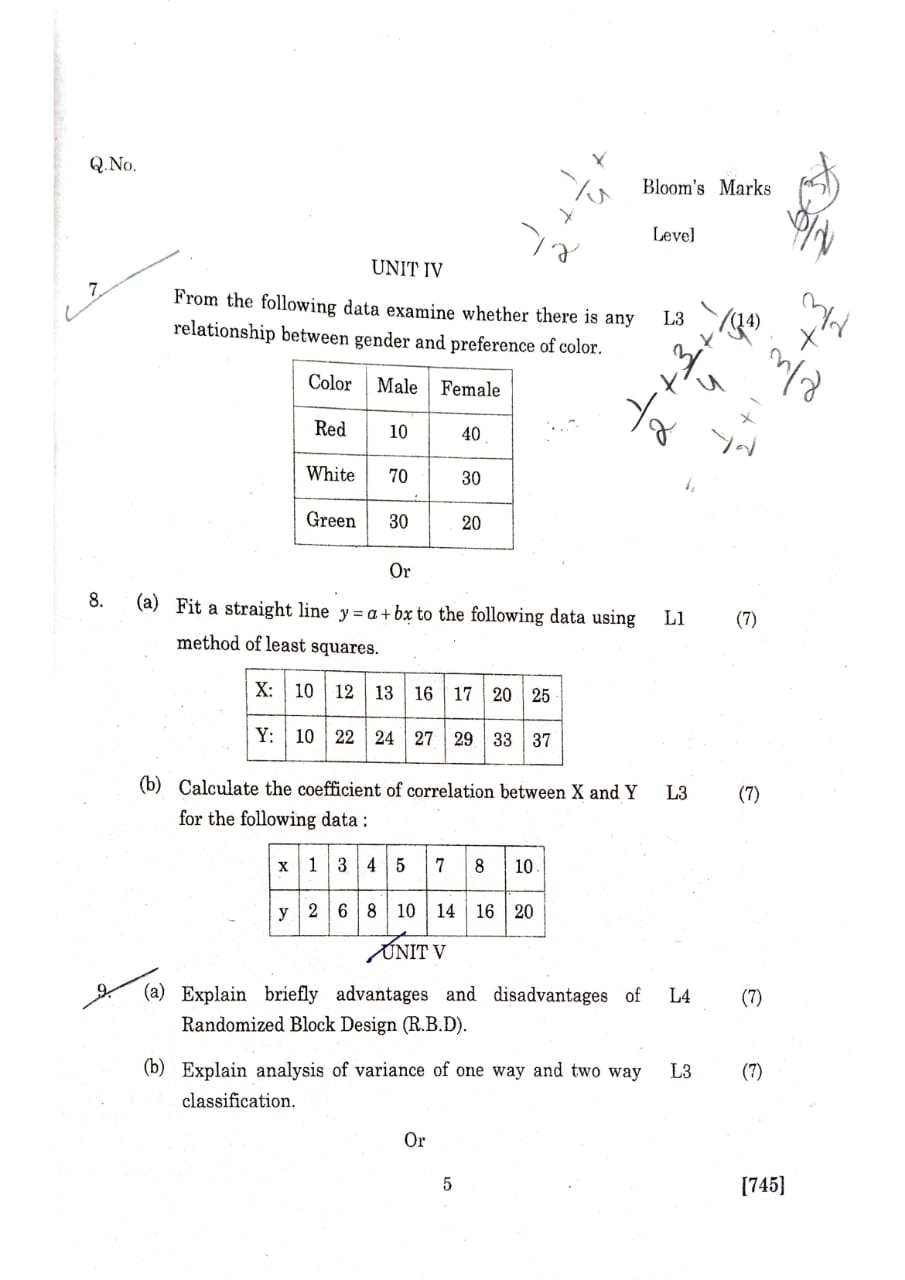 Q.No.
Bloom's Marks
Level
UNIT IV
7.
From the following data examine whether there is any L3 (14)
relationship between gender and preference of color.
Color Male Female
Red 10 40
White 70 30
Green 30 20
Or
8. (a) Fit a straight line y = a + bx to the following data using L1 (7)
method of least squares.
X: 10 12 13 16 17 20 25
Y: 10 22 24 27 29 33 37
(b) Calculate the coefficient of correlation between X and Y L3 (7)
for the following data :
x 1 3 4 5 7 8 10
y 2 6 8 10 14 16 20
UNIT V
9. (a) Explain briefly advantages and disadvantages of L4 (7)
Randomized Block Design (R.B.D).
(b) Explain analysis of variance of one way and two way L3 (7)
classification.
Or
5 [745]